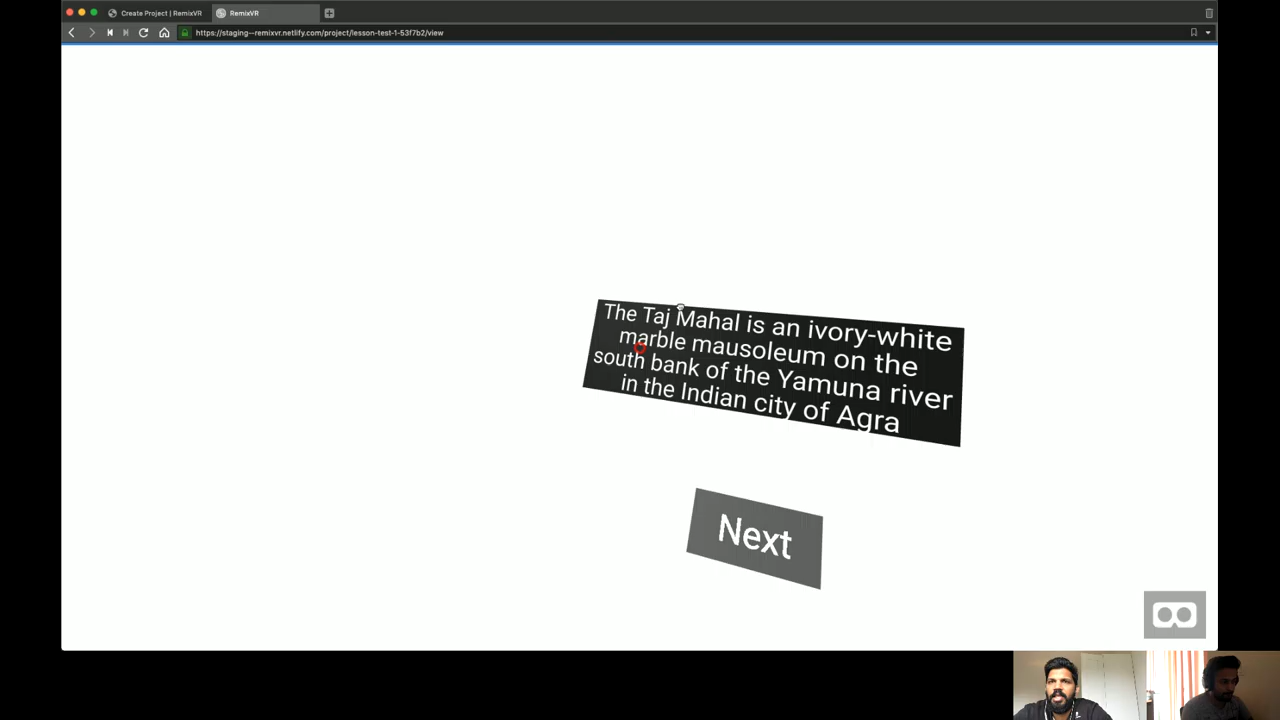 Create Project | RemixVR
RemixVR
https://staging--remixvr.netlify.com/project/lesson-test-1-53f7b2/view
The Taj Mahal is an ivory-white
marble mausoleum on the
south bank of the Yamuna river
in the Indian city of Agra
Next